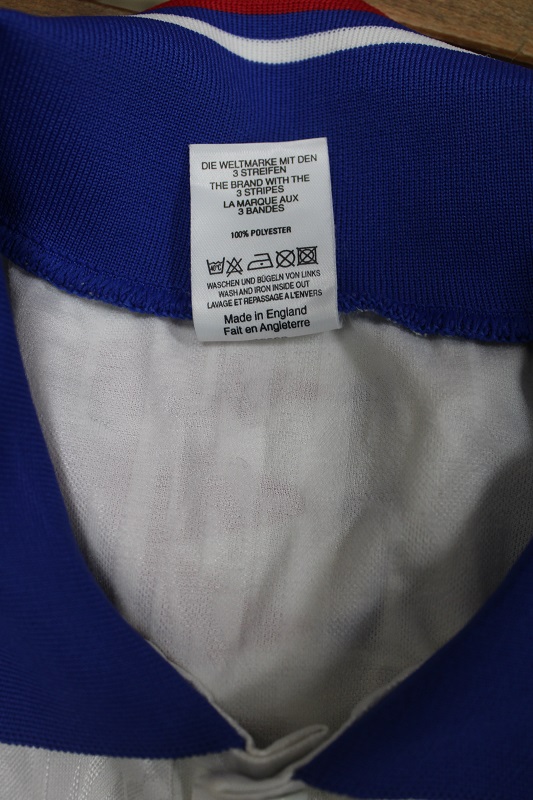 DIE WELTMARKE MIT DEN
3 STREIFEN
THE BRAND WITH THE
3 STRIPES
LA MARQUE AUX
3 BANDES
100% POLYESTER
WASCHEN UND BÜGELN VON LINKS
WASH AND IRON INSIDE OUT
LAVAGE ET REPASSAGE A L'ENVERS
Made in England
Fait en Angleterre